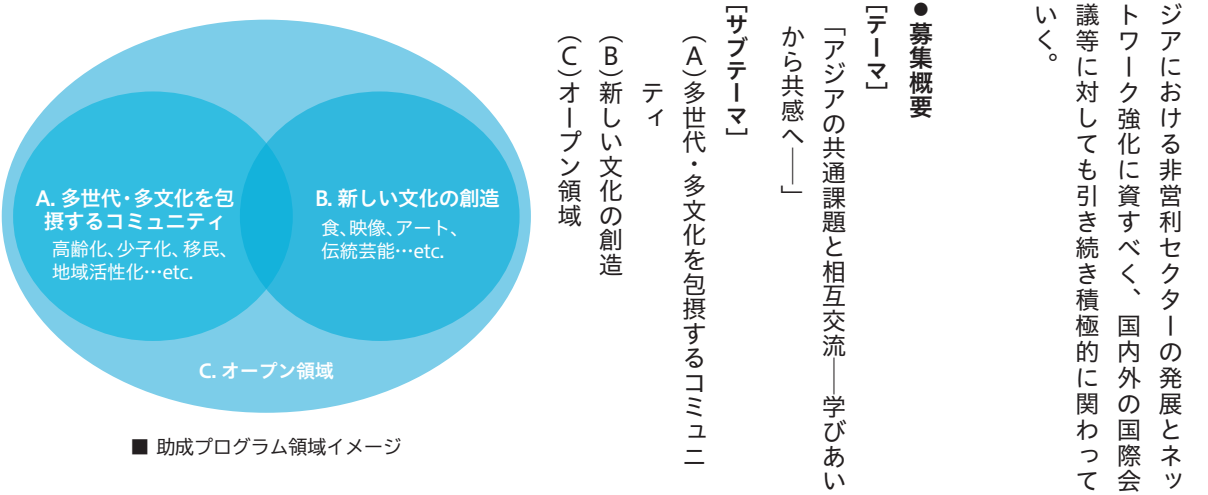 ジアにおける非営利セクターの発展とネッ
トワーク強化に資すべく、国内外の国際会
議等に対しても引き続き積極的に関わって
いく。
●募集概要
［テーマ］
「アジアの共通課題と相互交流――学びあい
から共感へ――」
［サブテーマ］
（A）多世代・多文化を包摂するコミュニ
ティ
（B）新しい文化の創造
（C）オープン領域
A. 多世代・多文化を包
摂するコミュニティ
高齢化、少子化、移民、
地域活性化…etc.
B. 新しい文化の創造
食、映像、アート、
伝統芸能…etc.
C. オープン領域
■ 助成プログラム領域イメージ